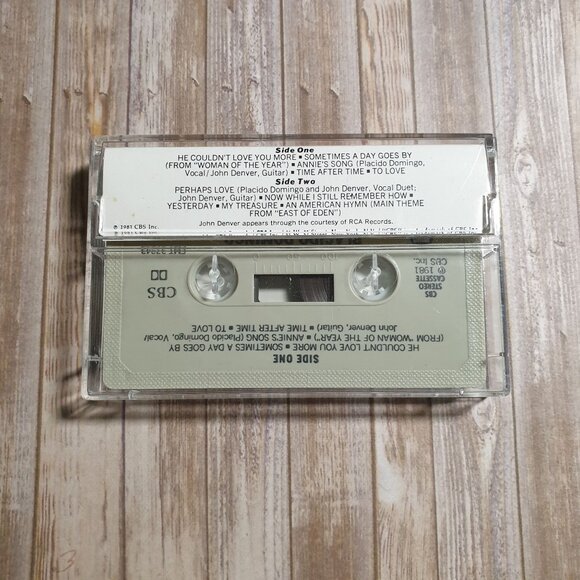 Side One
HE COULDN'T LOVE YOU MORE ▪ SOMETIMES A DAY GOES BY
(FROM "WOMAN OF THE YEAR") ▪ ANNIE'S SONG (Placido Domingo,
Vocal/John Denver, Guitar) ▪ TIME AFTER TIME ▪ TO LOVE
Side Two
PERHAPS LOVE (Placido Domingo and John Denver, Vocal Duet;
John Denver, Guitar) ▪ NOW WHILE I STILL REMEMBER HOW ▪
YESTERDAY ▪ MY TREASURE ▪ AN AMERICAN HYMN (MAIN THEME
FROM "EAST OF EDEN")
John Denver appears through the courtesy of RCA Records.
℗ 1981 CBS Inc.
SIDE ONE
HE COULDN'T LOVE YOU MORE ▪ SOMETIMES A DAY GOES BY
(FROM "WOMAN OF THE YEAR") ▪ ANNIE'S SONG (Placido Domingo, Vocal/
John Denver, Guitar) ▪ TIME AFTER TIME ▪ TO LOVE
CBS
STEREO
CASSETTE
℗ 1981
CBS Inc.
CBS